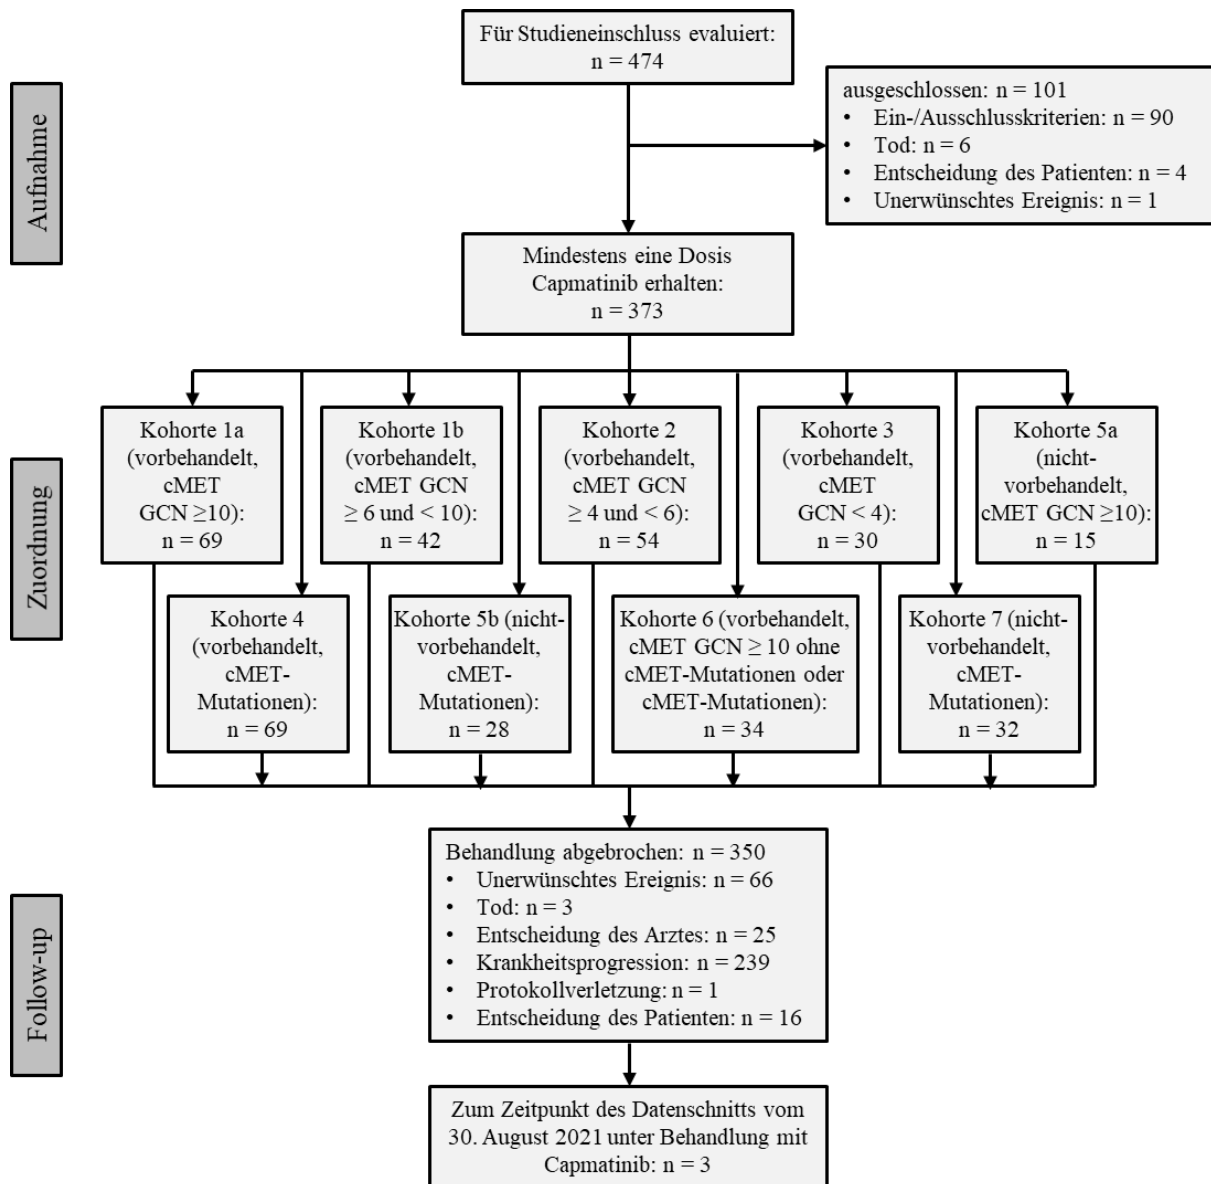 Für Studieneinschluss evaluiert:
n = 474
ausgeschlossen: n = 101
• Ein-/Ausschlusskriterien: n = 90
• Tod: n = 6
• Entscheidung des Patienten: n = 4
• Unerwünschtes Ereignis: n = 1
Aufnahme
Mindestens eine Dosis
Capmatinib erhalten:
n = 373
Zuordnung
Kohorte 1a
(vorbehandelt,
cMET
GCN ≥10):
n = 69
Kohorte 1b
(vorbehandelt,
cMET GCN
≥ 6 und < 10):
n = 42
Kohorte 2
(vorbehandelt,
cMET GCN
≥ 4 und < 6):
n = 54
Kohorte 3
(vorbehandelt,
cMET
GCN < 4):
n = 30
Kohorte 5a
(nicht-
vorbehandelt,
cMET GCN ≥10):
n = 15
Kohorte 4
(vorbehandelt,
cMET-
Mutationen):
n = 69
Kohorte 5b (nicht-
vorbehandelt,
cMET-
Mutationen):
n = 28
Kohorte 6 (vorbehandelt,
cMET GCN ≥ 10 ohne
cMET-Mutationen oder
cMET-Mutationen):
n = 34
Kohorte 7 (nicht-
vorbehandelt,
cMET-
Mutationen):
n = 32
Follow-up
Behandlung abgebrochen: n = 350
• Unerwünschtes Ereignis: n = 66
• Tod: n = 3
• Entscheidung des Arztes: n = 25
• Krankheitsprogression: n = 239
• Protokollverletzung: n = 1
• Entscheidung des Patienten: n = 16
Zum Zeitpunkt des Datenschnitts vom
30. August 2021 unter Behandlung mit
Capmatinib: n = 3